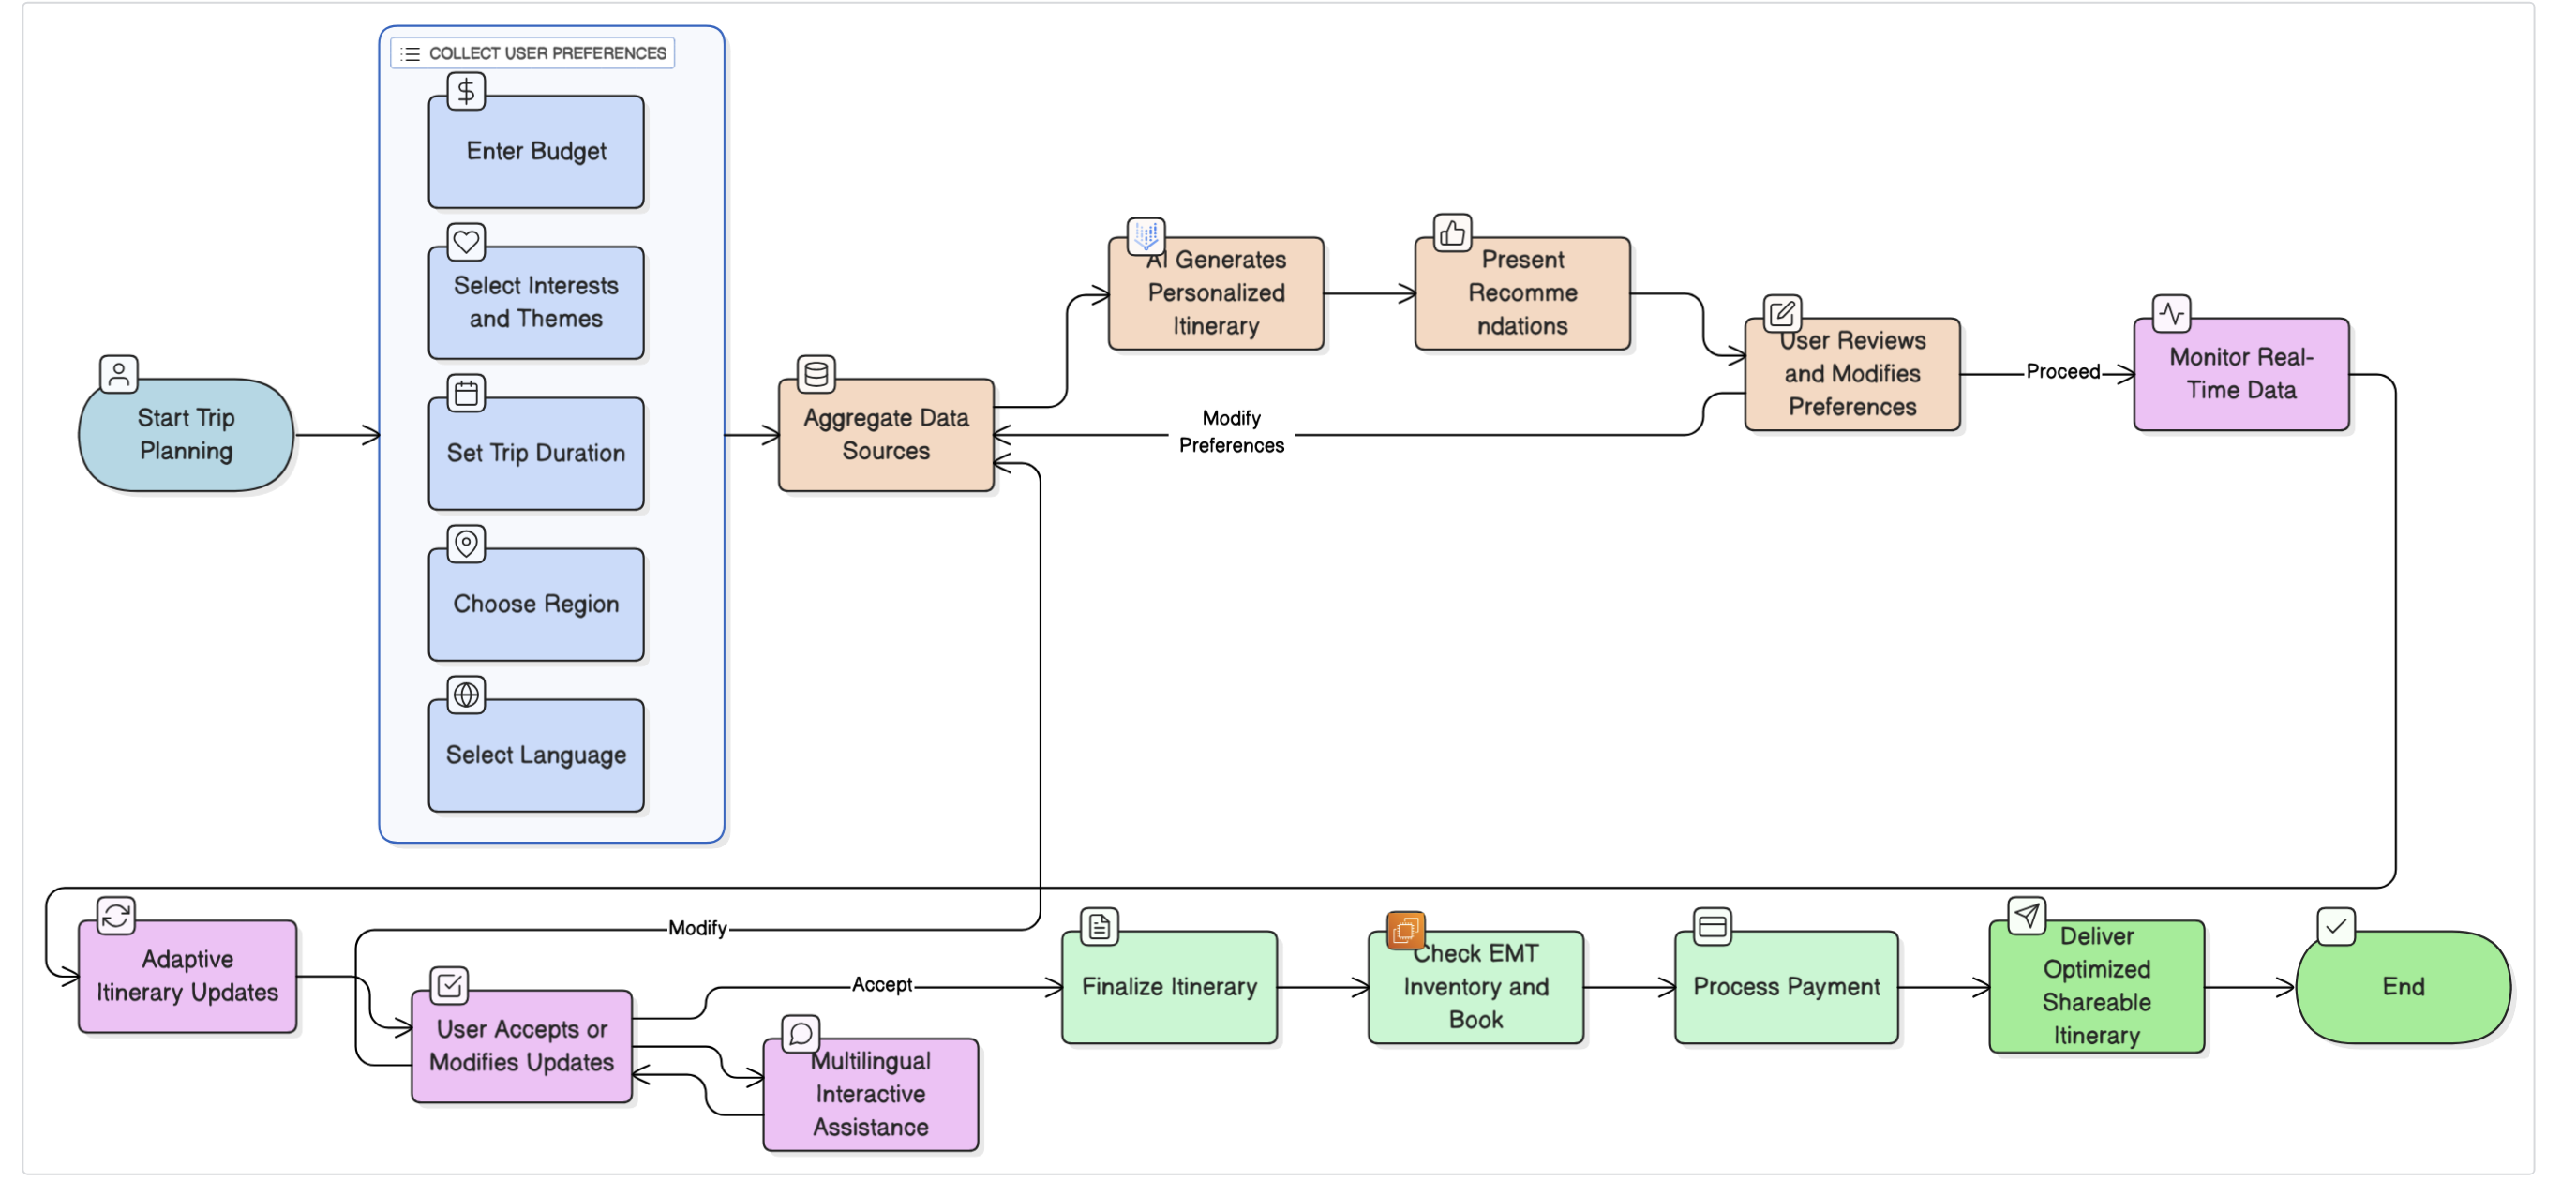 COLLECT USER PREFERENCES
Enter Budget
Select Interests
and Themes
Set Trip Duration
Choose Region
Select Language
Start Trip
Planning
Aggregate Data
Sources
AI Generates
Personalized
Itinerary
Present
Recomme
ndations
User Reviews
and Modifies
Preferences
Modify
Preferences
Proceed
Monitor Real-
Time Data
Adaptive
Itinerary Updates
Modify
User Accepts or
Modifies Updates
Accept
Multilingual
Interactive
Assistance
Finalize Itinerary
Check EMT
Inventory and
Book
Process Payment
Deliver
Optimized
Shareable
Itinerary
End